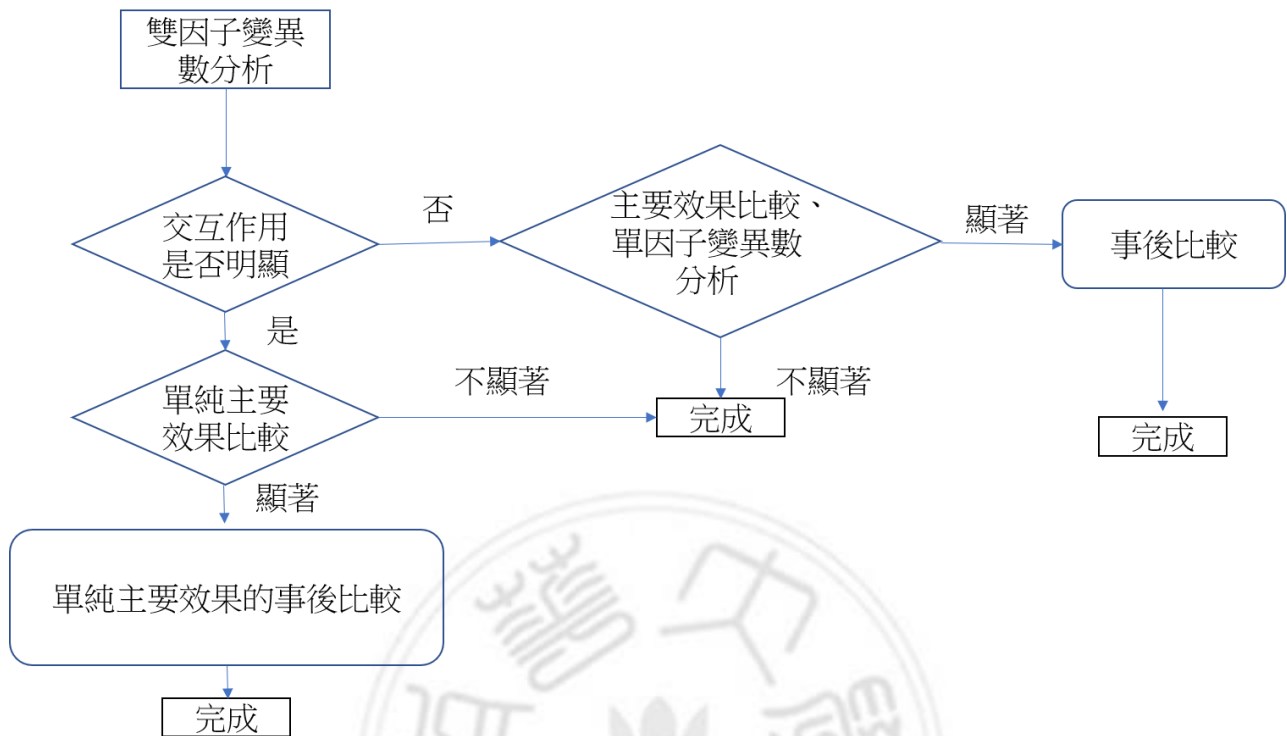 雙因子變異
數分析
交互作用
是否明顯
否
主要效果比較、
單因子變異數
分析
顯著
事後比較
是
單純主要
效果比較
不顯著
完成
不顯著
完成
顯著
單純主要效果的事後比較
完成